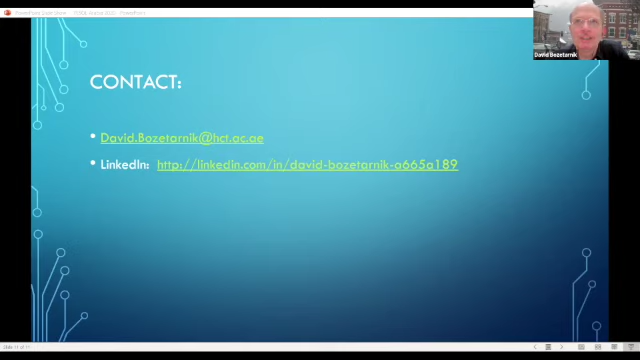 CONTACT:
• David.Bozetarnik@hct.ac.ae
• LinkedIn: http://linkedin.com/in/david-bozetarnik-a665a189
David Bozetarnik